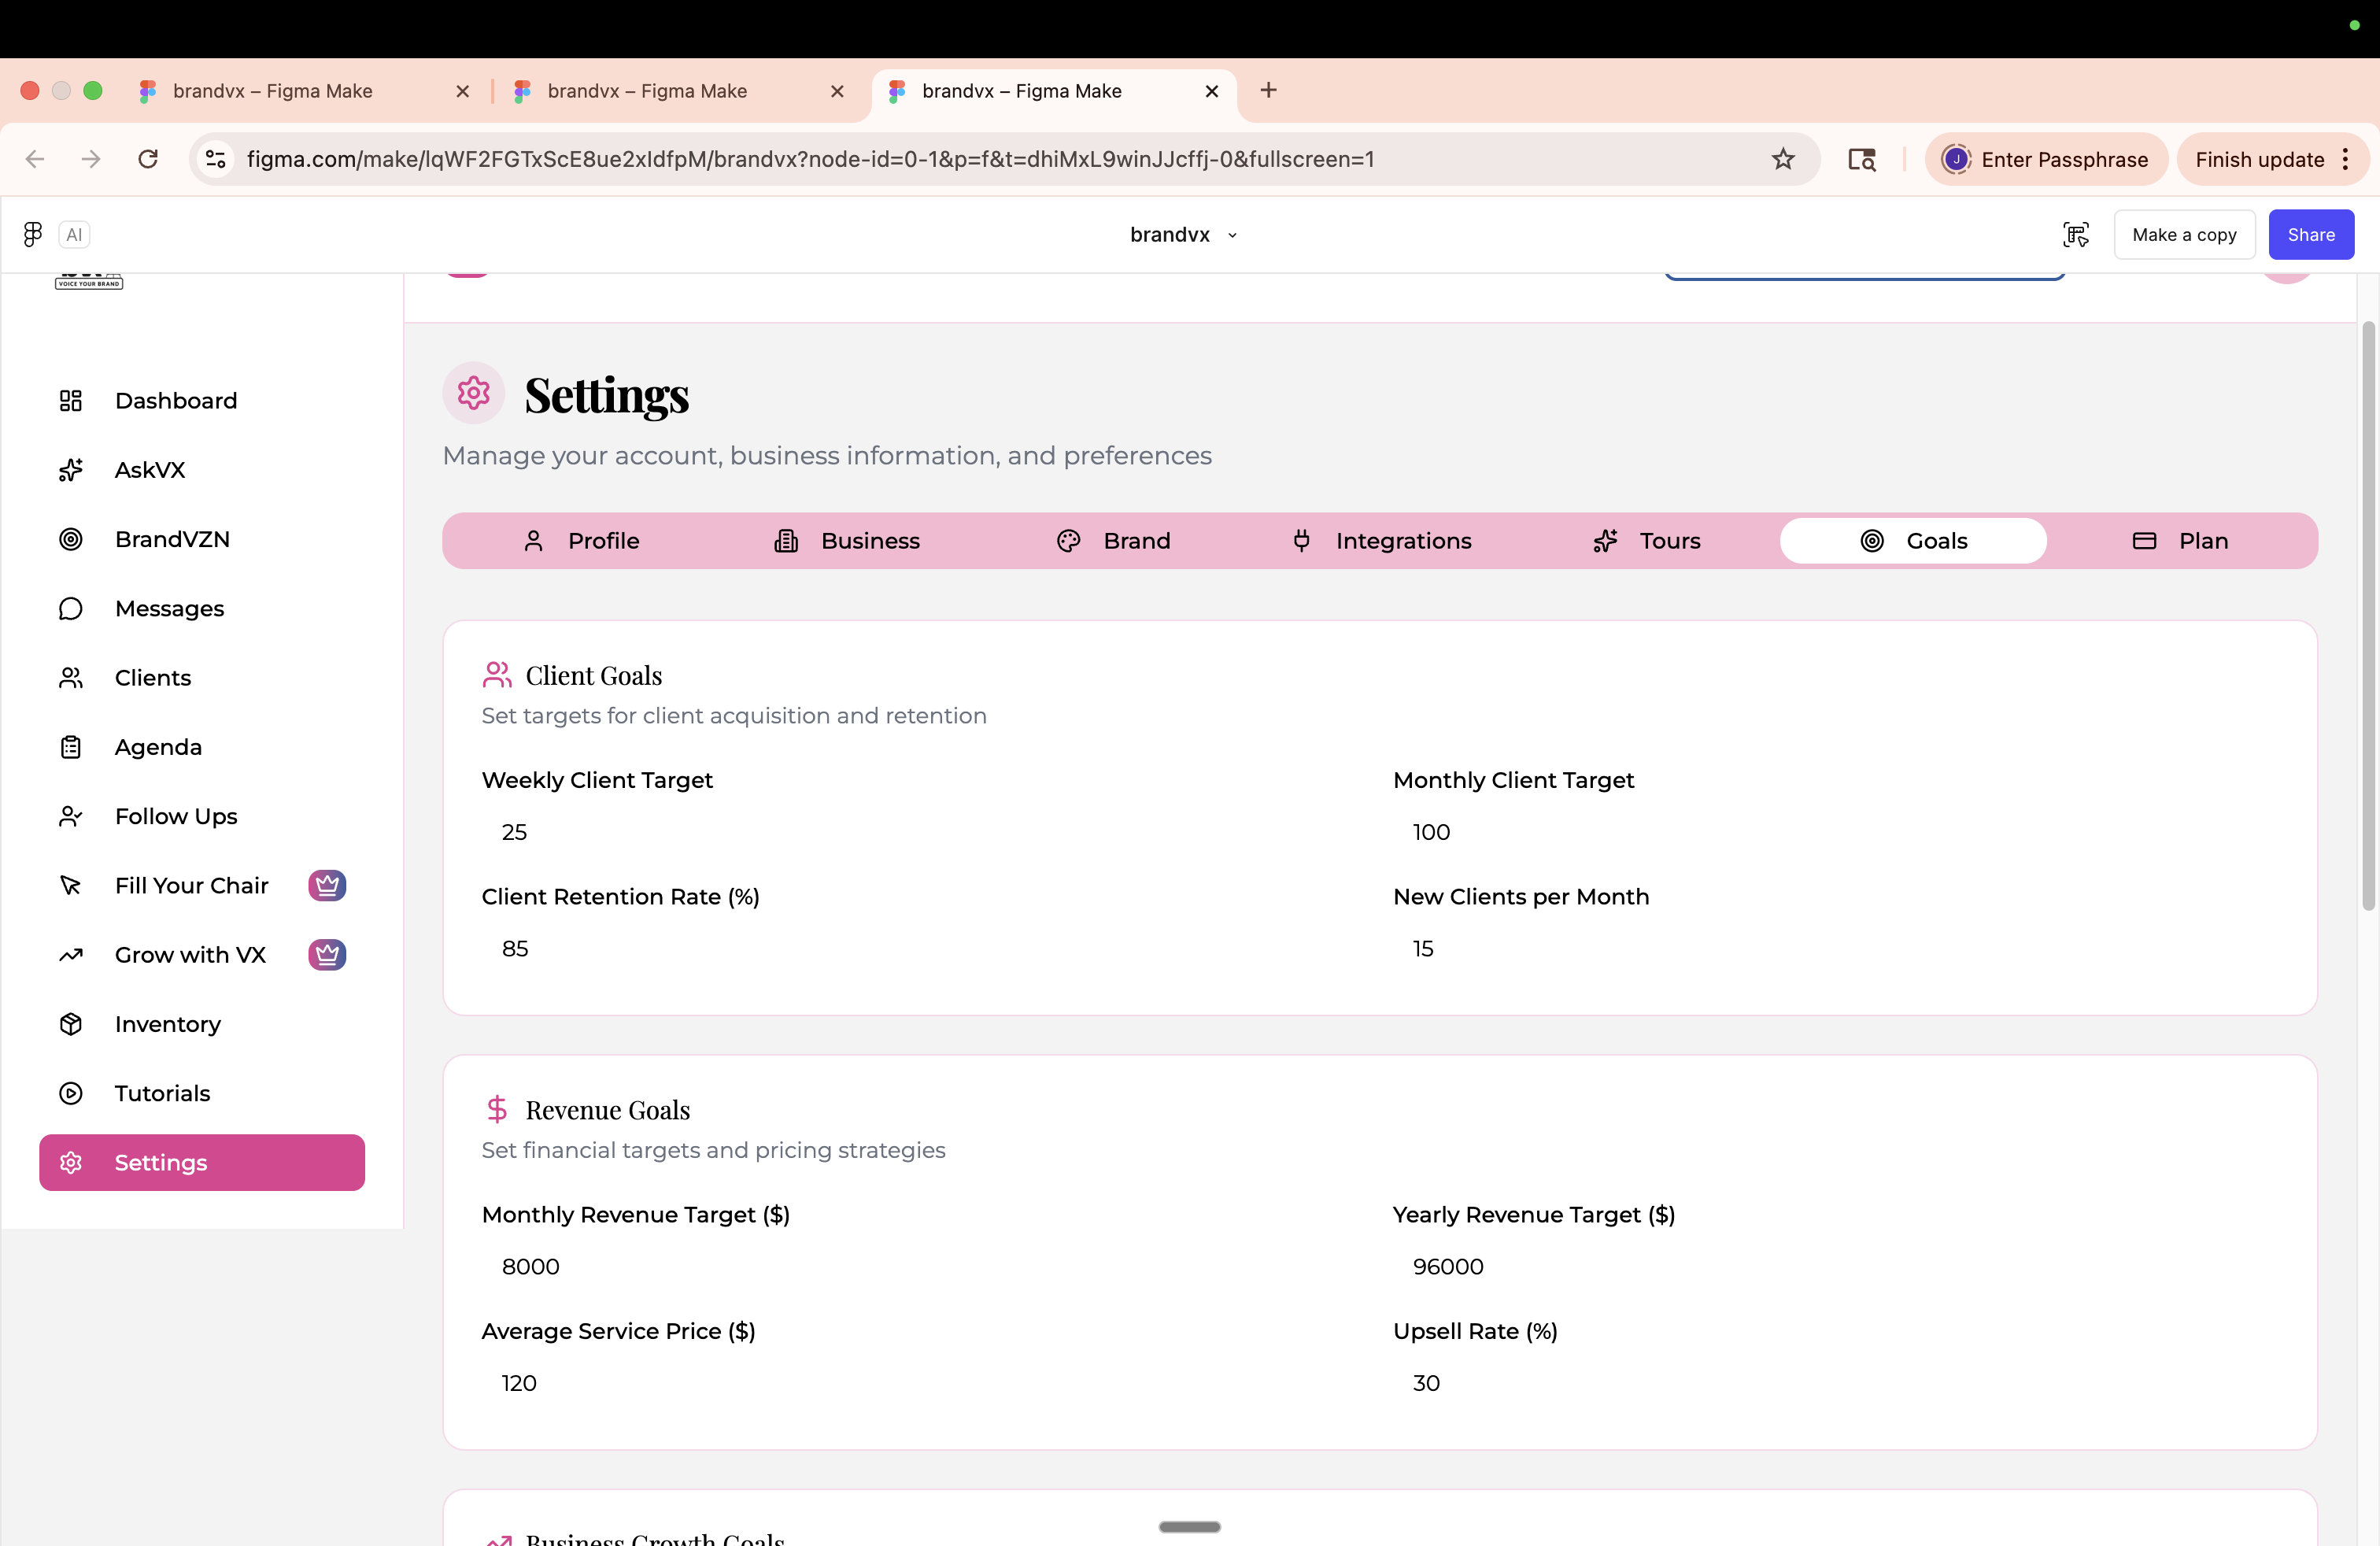 brandvx – Figma Make
brandvx – Figma Make
brandvx – Figma Make
figma.com/make/lqWF2FGTxScE8ue2xIdfpM/brandvx?node-id=0-1&p=f&t=dhiMxL9winJJcffj-0&fullscreen=1
J
Enter Passphrase
Finish update
AI
brandvx
Make a copy
Share
VOICE YOUR BRAND
Dashboard
AskVX
BrandVZN
Messages
Clients
Agenda
Follow Ups
Fill Your Chair
Grow with VX
Inventory
Tutorials
Settings
Settings
Manage your account, business information, and preferences
Profile
Business
Brand
Integrations
Tours
Goals
Plan
Client Goals
Set targets for client acquisition and retention
Weekly Client Target
25
Monthly Client Target
100
Client Retention Rate (%)
85
New Clients per Month
15
Revenue Goals
Set financial targets and pricing strategies
Monthly Revenue Target ($)
8000
Yearly Revenue Target ($)
96000
Average Service Price ($)
120
Upsell Rate (%)
30
Business Growth Goals